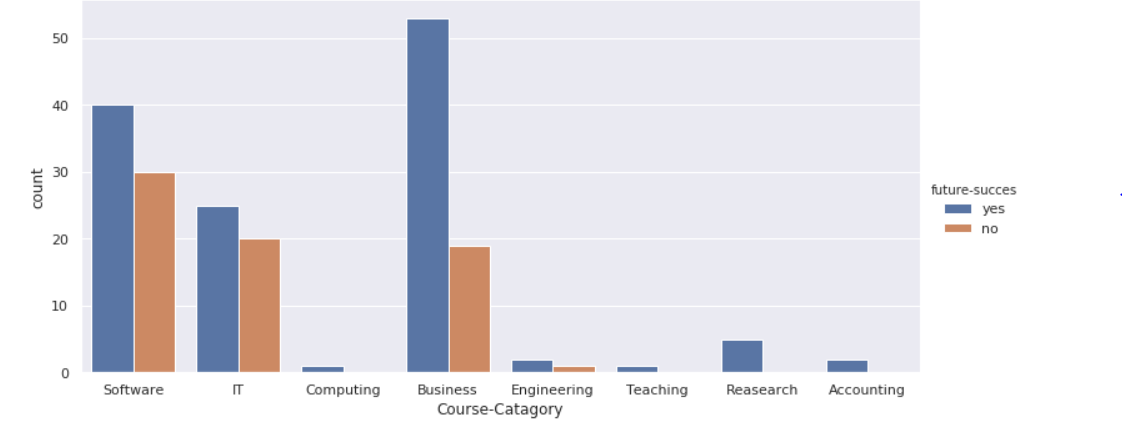 50
40
30
20
10
0
count
Software IT Computing Business Engineering Teaching Reasearch Accounting
Course-Catagory
future-succes
yes
no